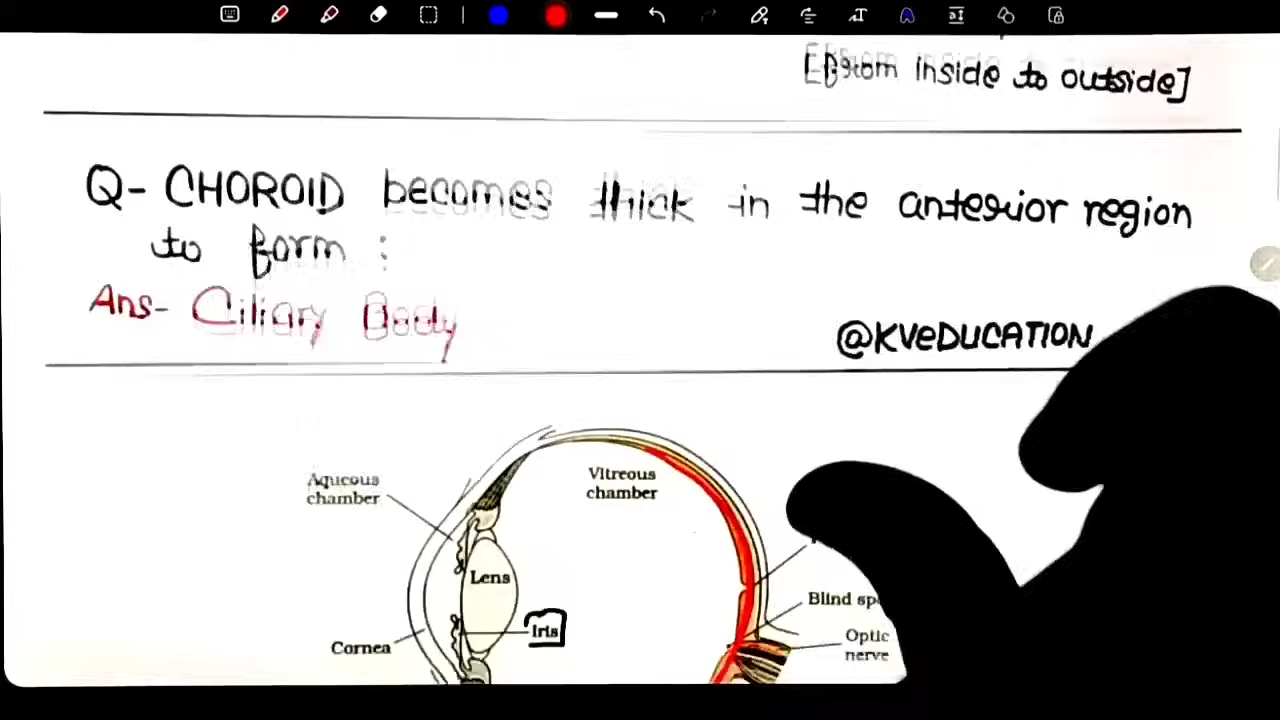 [From inside to outside]
Q- CHOROID becomes thick in the anterior region
to form :
Ans- Ciliary Body
@KVeDUCATION
Aqueous
chamber
Vitreous
chamber
Lens
Iris
Cornea
Blind
Optic
nerve